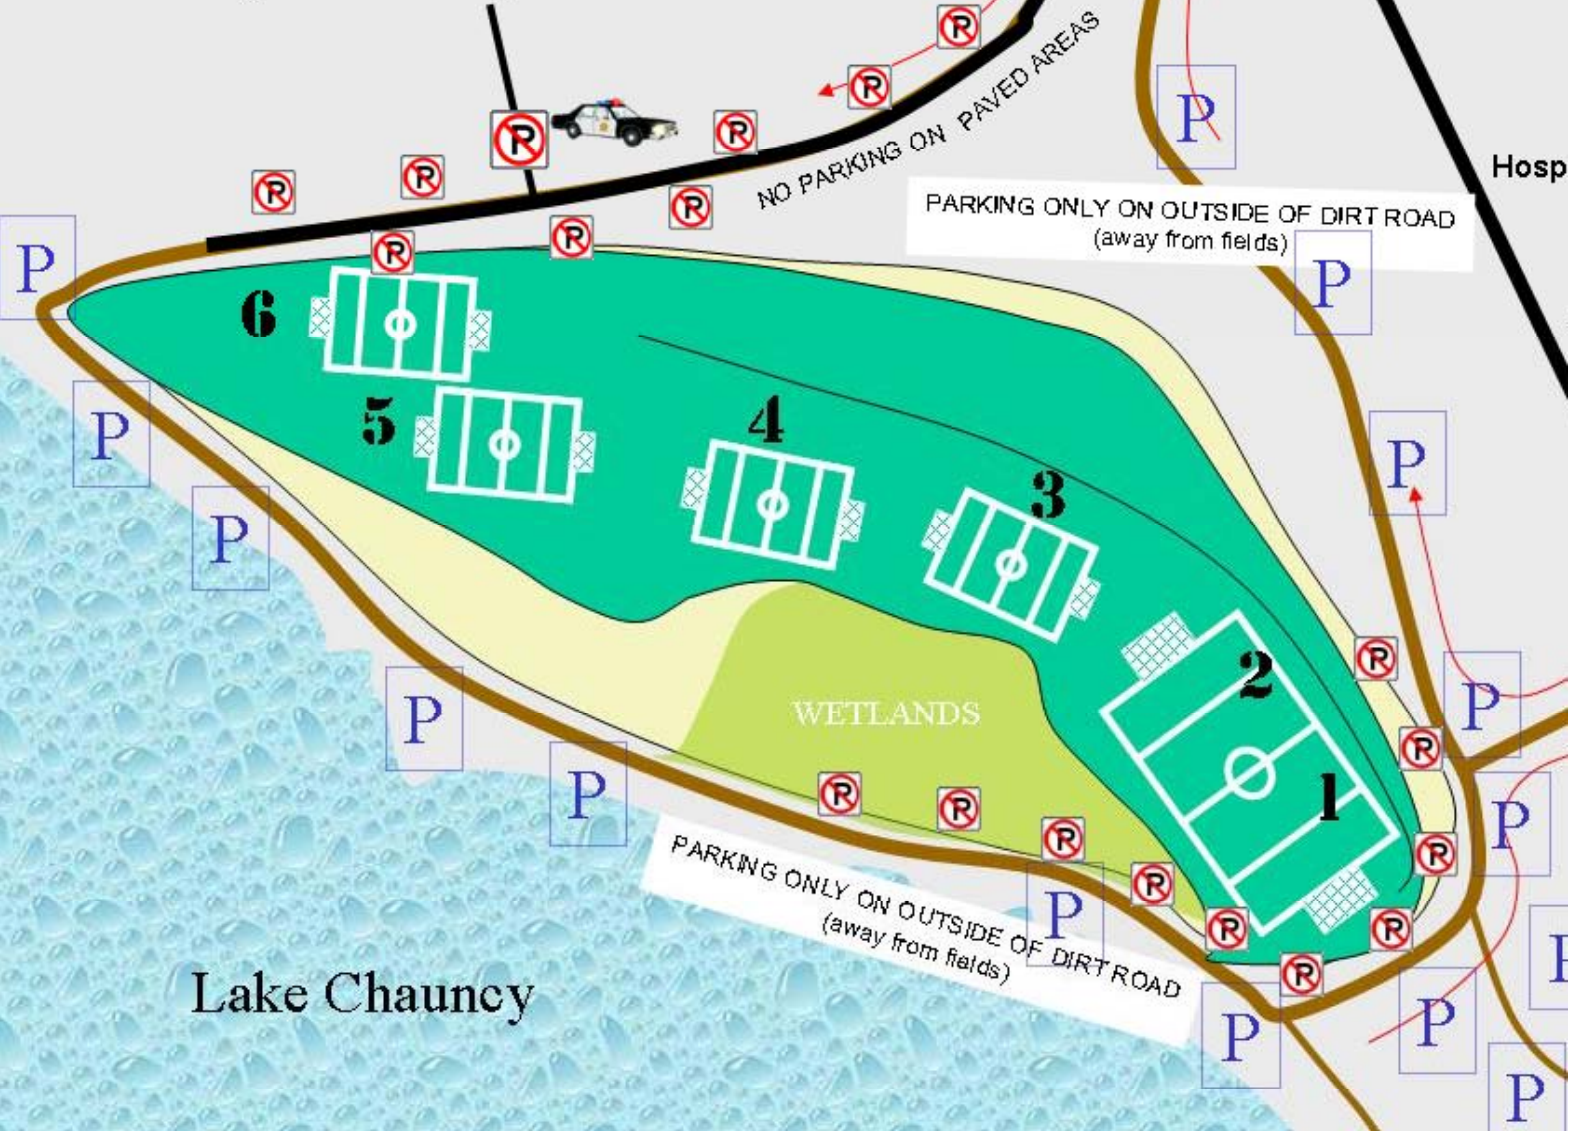 NO PARKING ON PAVED AREAS
P
Hosp
PARKING ONLY ON OUTSIDE OF DIRT ROAD
(away from fields)
P
P
6
5
4
3
2
1
P
P
P
P
P
P
P
P
WETLANDS
PARKING ONLY ON OUTSIDE OF DIRT ROAD
(away from fields)
P
P
P
P
Lake Chauncy